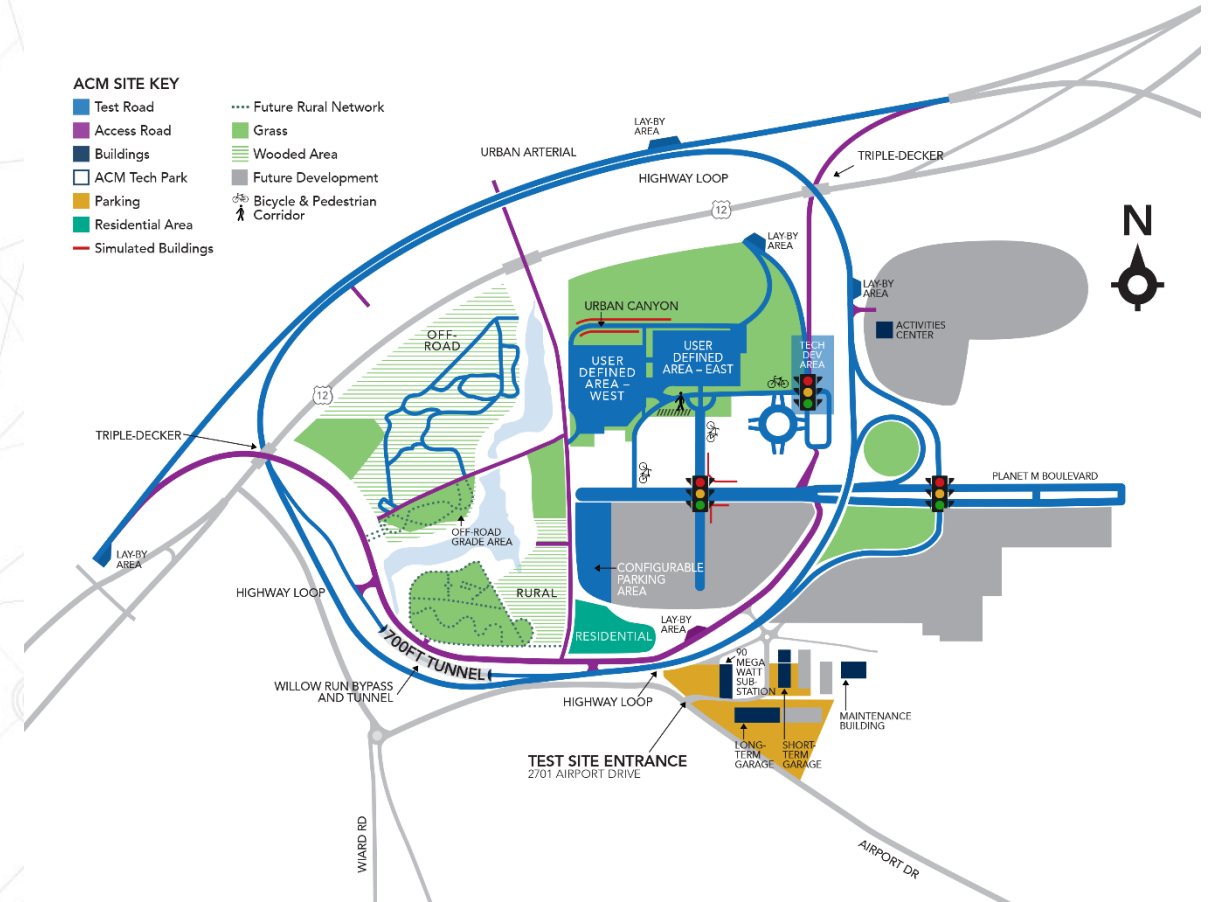 ACM SITE KEY
Test Road
Access Road
Buildings
ACM Tech Park
Parking
Residential Area
Simulated Buildings
Future Rural Network
Grass
Wooded Area
Future Development
Bicycle & Pedestrian
Corridor
LAY-BY
AREA
URBAN ARTERIAL
HIGHWAY LOOP
TRIPLE-DECKER
12
N
LAY-BY
AREA
LAY-BY
AREA
URBAN CANYON
ACTIVITIES
CENTER
OFF-
ROAD
USER
DEFINED
AREA –
WEST
USER
DEFINED
AREA – EAST
TECH
DEV
AREA
12
TRIPLE-DECKER
PLANET M BOULEVARD
OFF-ROAD
GRADE AREA
LAY-BY
AREA
CONFIGURABLE
PARKING
AREA
HIGHWAY LOOP
RURAL
RESIDENTIAL
LAY-BY
AREA
700FT TUNNEL
90
MEGA
WATT
SUB-
STATION
WILLOW RUN BYPASS
AND TUNNEL
HIGHWAY LOOP
MAINTENANCE
BUILDING
TEST SITE ENTRANCE
2701 AIRPORT DRIVE
LONG-
TERM
GARAGE
SHORT-
TERM
GARAGE
WIARD RD
AIRPORT DR